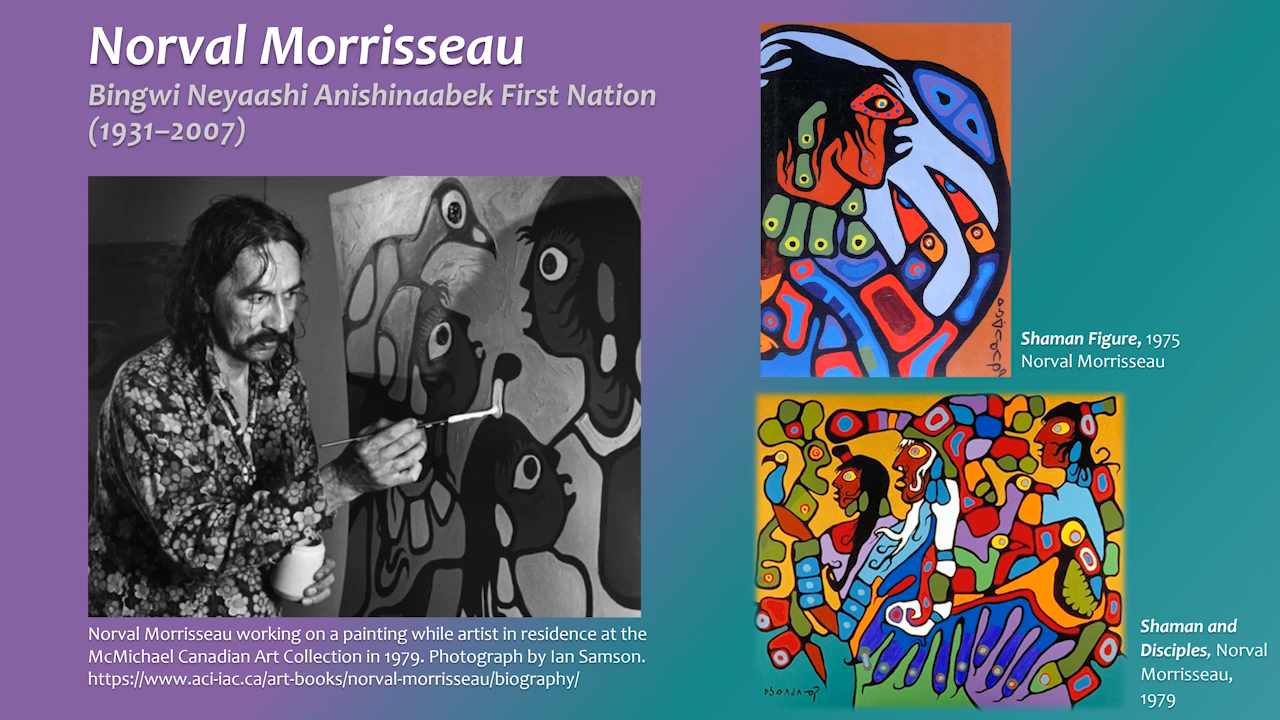 Norval Morrisseau
Bingwi Neyaashi Anishinaabek First Nation
(1931–2007)
Norval Morrisseau working on a painting while artist in residence at the
McMichael Canadian Art Collection in 1979. Photograph by Ian Samson.
https://www.aci-iac.ca/art-books/norval-morrisseau/biography/
Shaman Figure, 1975
Norval Morrisseau
Shaman and
Disciples, Norval
Morrisseau,
1979